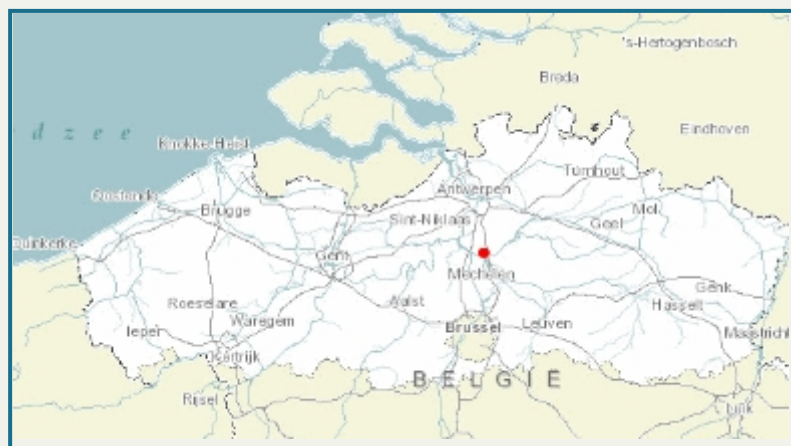 's-Hertogenbosch
Breda
d z e e
Eindhoven
Knokke-Heist
Turnhout
Antwerpen
Oostende
Mol
Brugge
Sint-Niklaas
Geel
Duinkerke
Gent
Mechelen
Genk
Roeselare
Aalst
Hasselt
Waregem
Ieper
Brussel
Leuven
Maastricht
Kortrijk
BELGIË
Rijsel
Luik